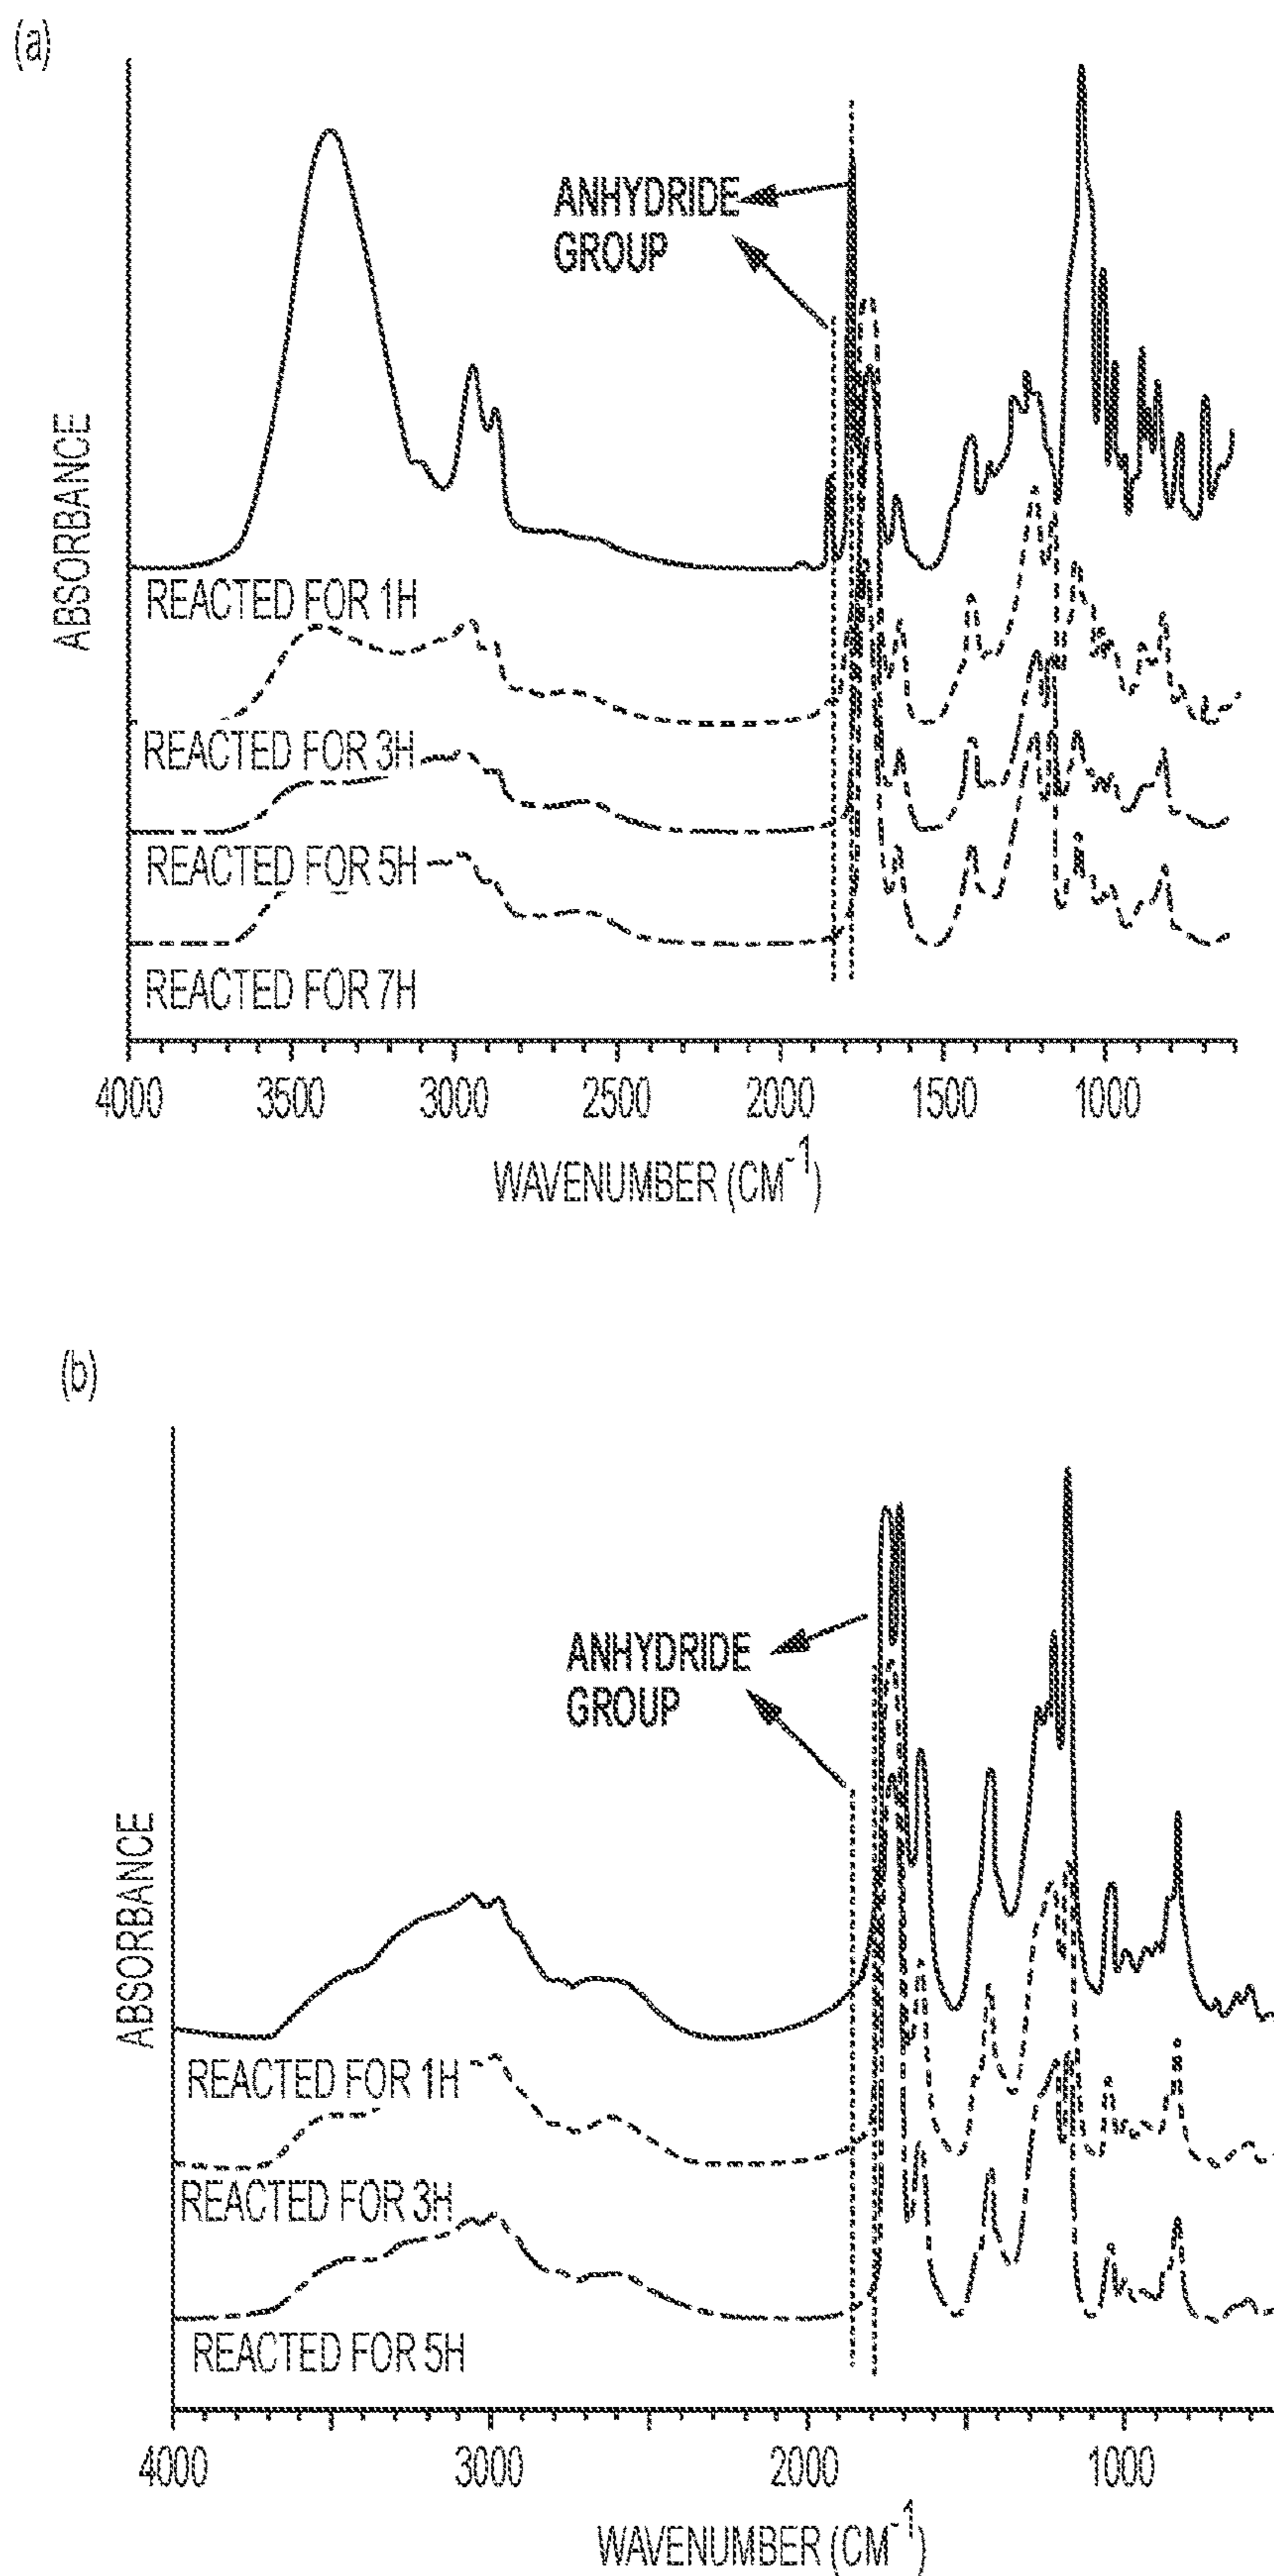 (a)
ANHYDRIDE
GROUP
ABSORBANCE
REACTED FOR 1H
REACTED FOR 3H
REACTED FOR 5H
REACTED FOR 7H
4000 3500 3000 2500 2000 1500 1000
WAVENUMBER (CM-1)
(b)
ANHYDRIDE
GROUP
ABSORBANCE
REACTED FOR 1H
REACTED FOR 3H
REACTED FOR 5H
4000 3000 2000 1000
WAVENUMBER (CM-1)